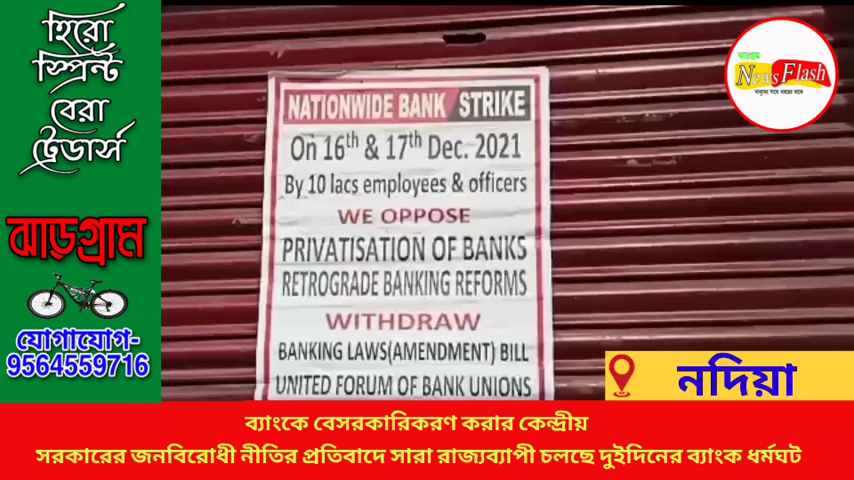 হিরো
স্প্রিন্ট
বেরা
ট্রেডার্স
ঝাড়গ্রাম
যোগাযোগ-
9564559716
NATIONWIDE BANK STRIKE
On 16th & 17th Dec. 2021
By 10 lacs employees & officers
WE OPPOSE
PRIVATISATION OF BANKS
RETROGRADE BANKING REFORMS
WITHDRAW
BANKING LAWS(AMENDMENT) BILL
UNITED FORUM OF BANK UNIONS
News Flash
মানুষের সাথে খবরের মাঝে
নদিয়া
ব্যাংকে বেসরকারিকরণ করার কেন্দ্রীয়
সরকারের জনবিরোধী নীতির প্রতিবাদে সারা রাজ্যব্যাপী চলছে দুইদিনের ব্যাংক ধর্মঘট